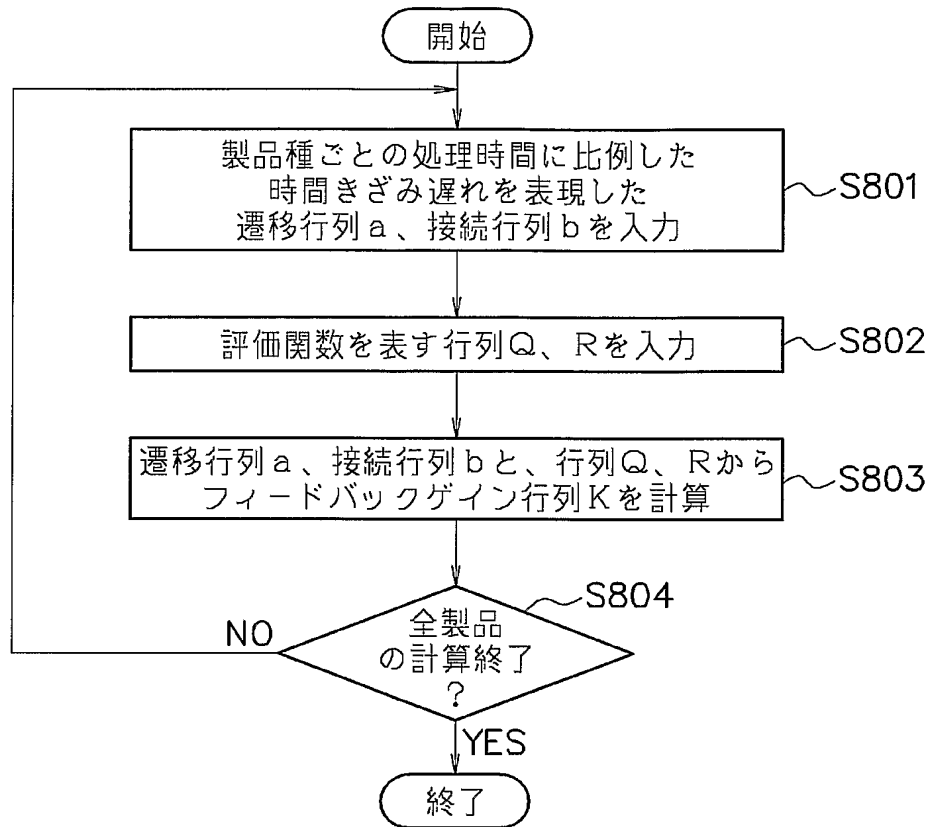 開始
製品種ごとの処理時間に比例した
時間きざみ遅れを表現した
遷移行列a、接続行列bを入力
S801
評価関数を表す行列Q、Rを入力
S802
遷移行列a、接続行列bと、行列Q、Rから
フィードバックゲイン行列Kを計算
S803
S804
全製品
の計算終了
?
NO
YES
終了